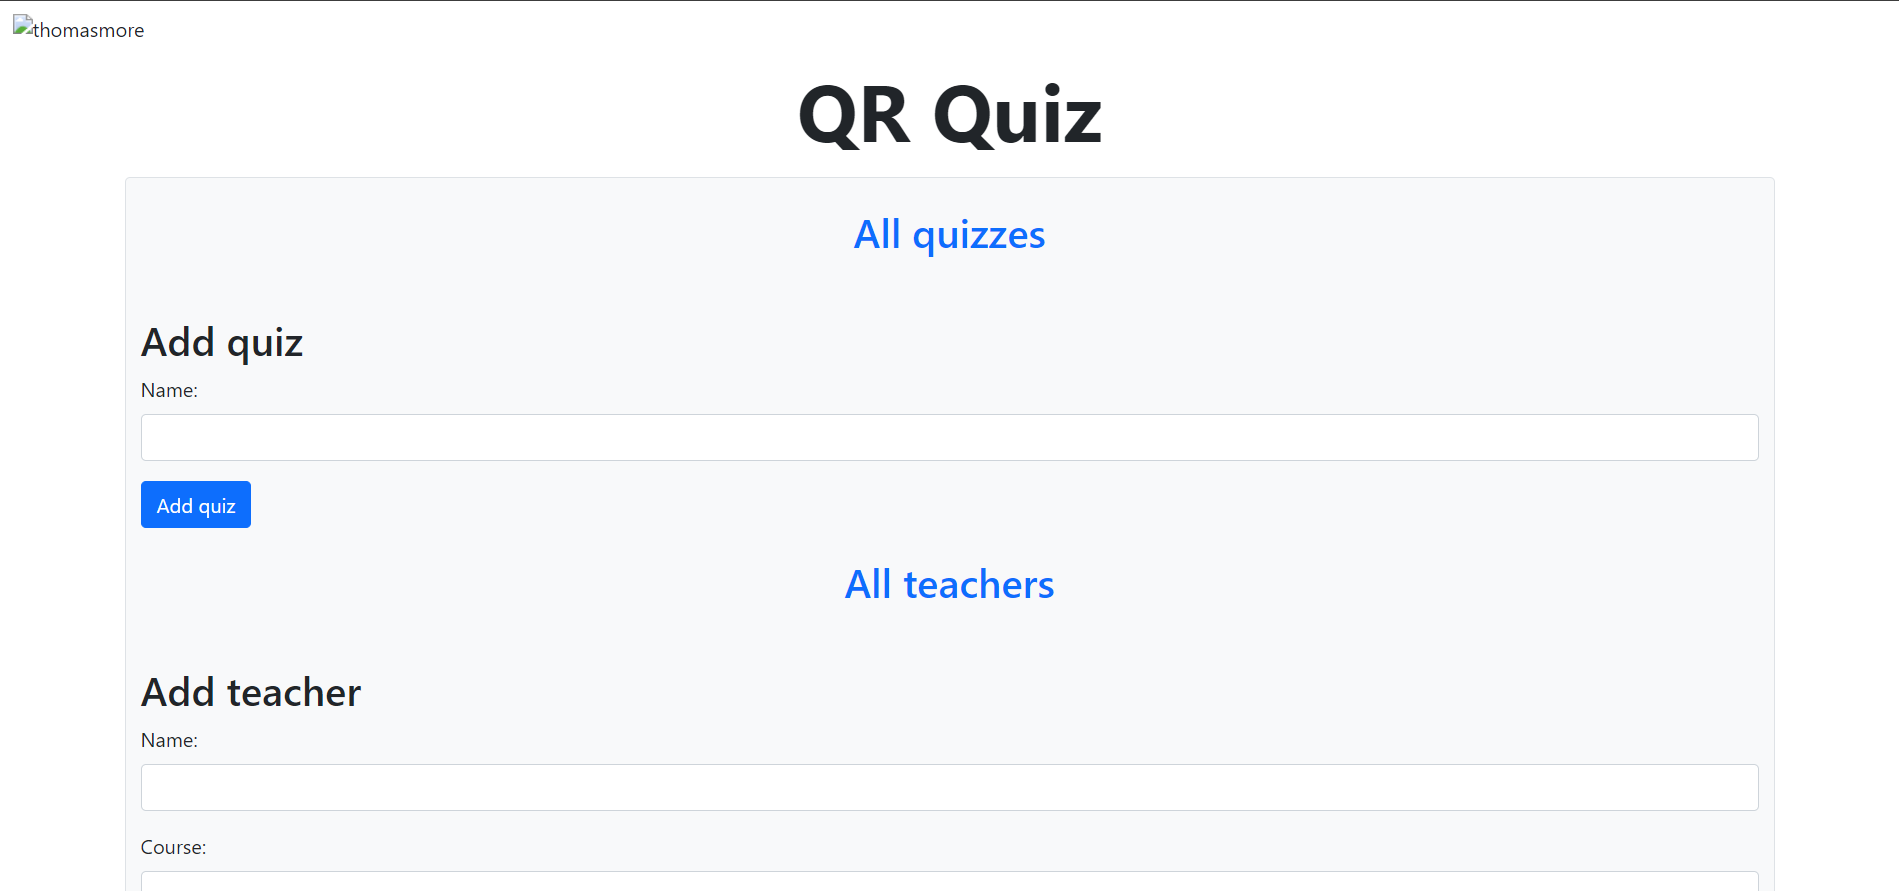 thomasmore
QR Quiz
All quizzes
Add quiz
Name:
Add quiz
All teachers
Add teacher
Name:
Course: